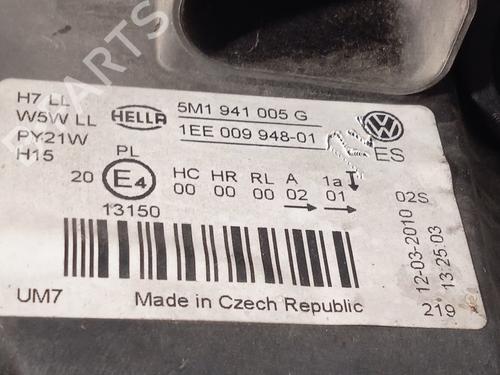 PARTS
H7 LL
W5W LL
PY21W
H15
HELLA
5M1 941 005 G
1EE 009 948-01
ES
PL
20
E4
13150
HC HR RL A 1a
00 00 00 02 01
02S
12-03-2010
13:25:03
219
UM7
Made in Czech Republic